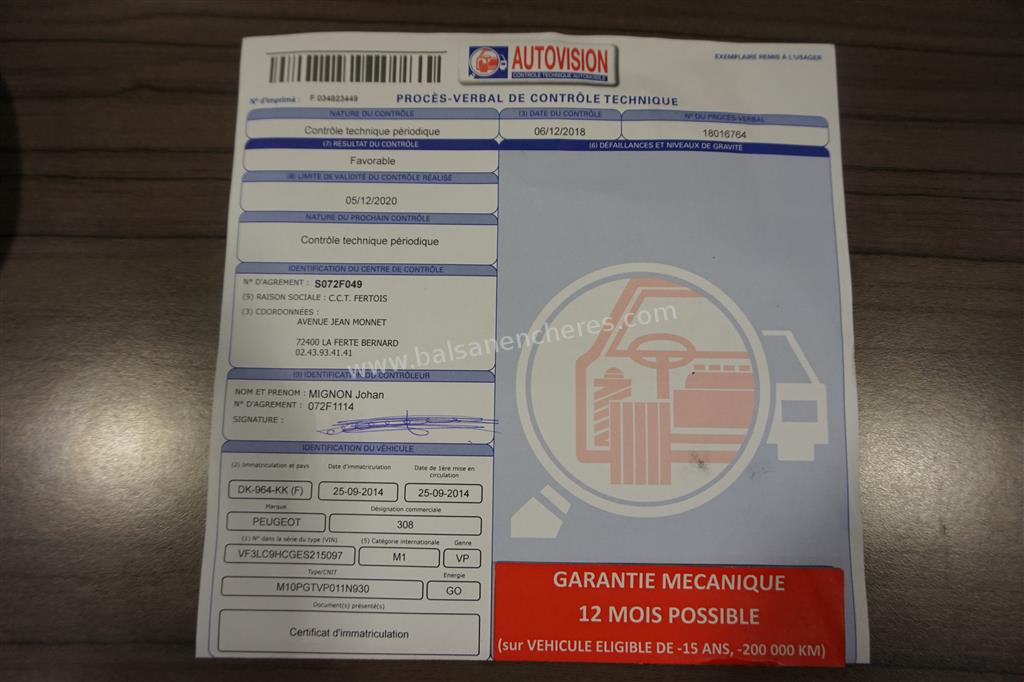 AUTOVISION
CONTROLE TECHNIQUE AUTOMOBILE
EXEMPLAIRE REMIS À L'USAGER
N° d'imprimé : F 034823449
PROCÈS-VERBAL DE CONTRÔLE TECHNIQUE
NATURE DU CONTRÔLE
(3) DATE DU CONTRÔLE
N° DU PROCÈS-VERBAL
Contrôle technique périodique
06/12/2018
18016764
(7) RÉSULTAT DU CONTRÔLE
(6) DÉFAILLANCES ET NIVEAUX DE GRAVITÉ
Favorable
(8) LIMITE DE VALIDITÉ DU CONTRÔLE RÉALISÉ
05/12/2020
NATURE DU PROCHAIN CONTRÔLE
Contrôle technique périodique
IDENTIFICATION DU CENTRE DE CONTRÔLE
N° D'AGREMENT : S072F049
(9) RAISON SOCIALE : C.C.T. FERTOIS
(3) COORDONNÉES :
AVENUE JEAN MONNET
72400 LA FERTE BERNARD
02.43.93.41.41
www.balsanencheres.com
(9) IDENTIFICATION DU CONTRÔLEUR
NOM ET PRENOM : MIGNON Johan
N° D'AGREMENT : 072F1114
SIGNATURE :
IDENTIFICATION DU VÉHICULE
(2) Immatriculation et pays
Date d'immatriculation
Date de 1ère mise en circulation
DK-964-KK (F)
25-09-2014
25-09-2014
Marque
Désignation commerciale
PEUGEOT
308
(1) N° dans la série du type (VIN)
(5) Catégorie internationale
Genre
VF3LC9HCGES215097
M1
VP
Type/CNIT
Energie
M10PGTVP011N930
GO
Document(s) présenté(s)
Certificat d'immatriculation
GARANTIE MECANIQUE
12 MOIS POSSIBLE
(sur VEHICULE ELIGIBLE DE -15 ANS, -200 000 KM)